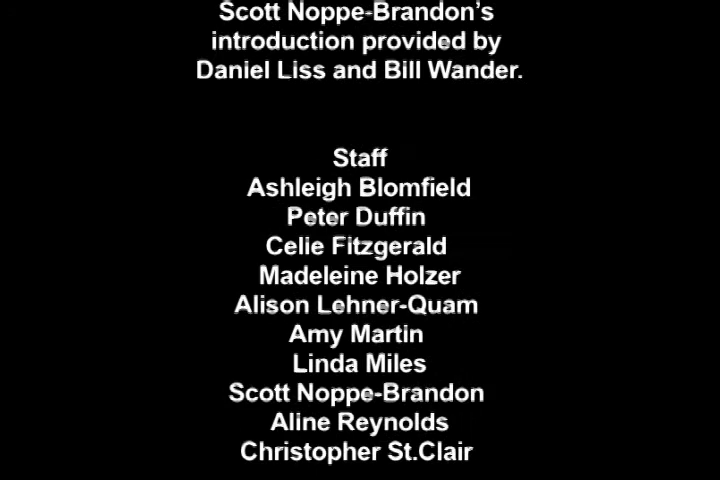 Scott Noppe-Brandon's
introduction provided by
Daniel Liss and Bill Wander.
Staff
Ashleigh Blomfield
Peter Duffin
Celie Fitzgerald
Madeleine Holzer
Alison Lehner-Quam
Amy Martin
Linda Miles
Scott Noppe-Brandon
Aline Reynolds
Christopher St.Clair